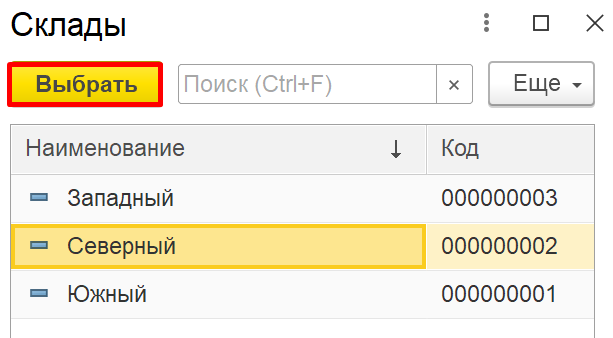 Склады
Выбрать Поиск (Ctrl+F) × Еще
Наименование ↓ Код
Западный 000000003
Северный 000000002
Южный 000000001